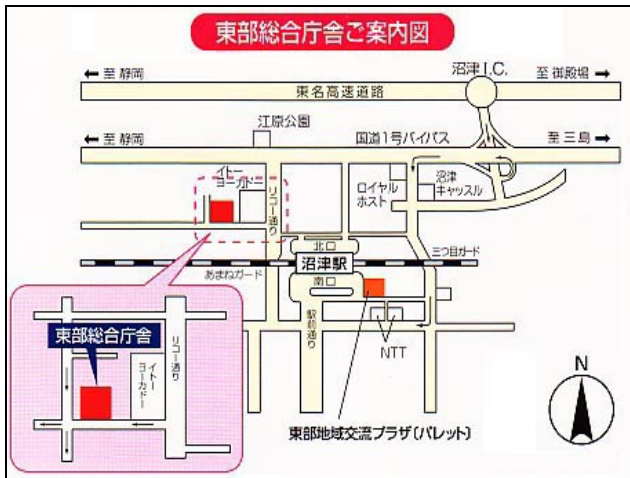 東部総合庁舎ご案内図
沼津I.C.
至静岡
至御殿場
東名高速道路
江原公園
至静岡
国道1号バイパス
至三島
イトー
ヨーカドー
リコー通り
ロイヤル
ホスト
沼津
キャッスル
北口
三つ目ガード
沼津駅
あまねガード
南口
駅前通り
NTT
東部総合庁舎
リコー通り
イトー
ヨーカドー
N
東部地域交流プラザ(パレット)